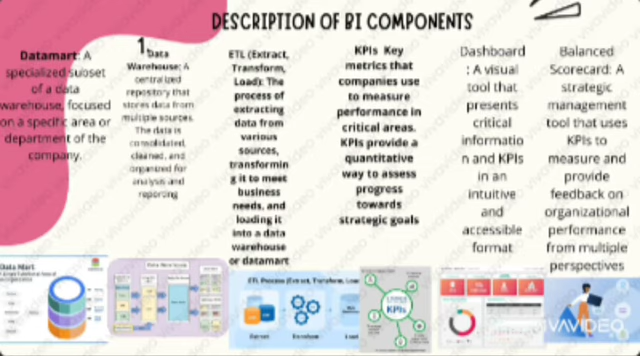 DESCRIPTION OF BI COMPONENTS
Datamart: A
specialized subset
of a data
warehouse, focused
on a specific area or
department of the
company.
1.
Data
Warehouse: A
centralized
repository that
stores data from
multiple sources.
The data is
consolidated,
cleaned, and
organized for
analysis and
reporting
ETL (Extract,
Transform,
Load): The
process of
extracting
data from
various
sources,
transformin
g it to meet
business
needs, and
loading it
into a data
warehouse
or datamart
KPIs Key
metrics that
companies use
to measure
performance in
critical areas.
KPIs provide a
quantitative
way to assess
progress
towards
strategic goals
Dashboard
: A visual
tool that
presents
critical
informatio
n and KPIs
in an
intuitive
and
accessible
format
Balanced
Scorecard: A
strategic
management
tool that uses
KPIs to
measure and
provide
feedback on
organizational
performance
from multiple
perspectives
Data Mart
Data Warehouse
ETL Process (Extract, Transform, Load
Extract
Transform
KPIs
VIVAVIDEO